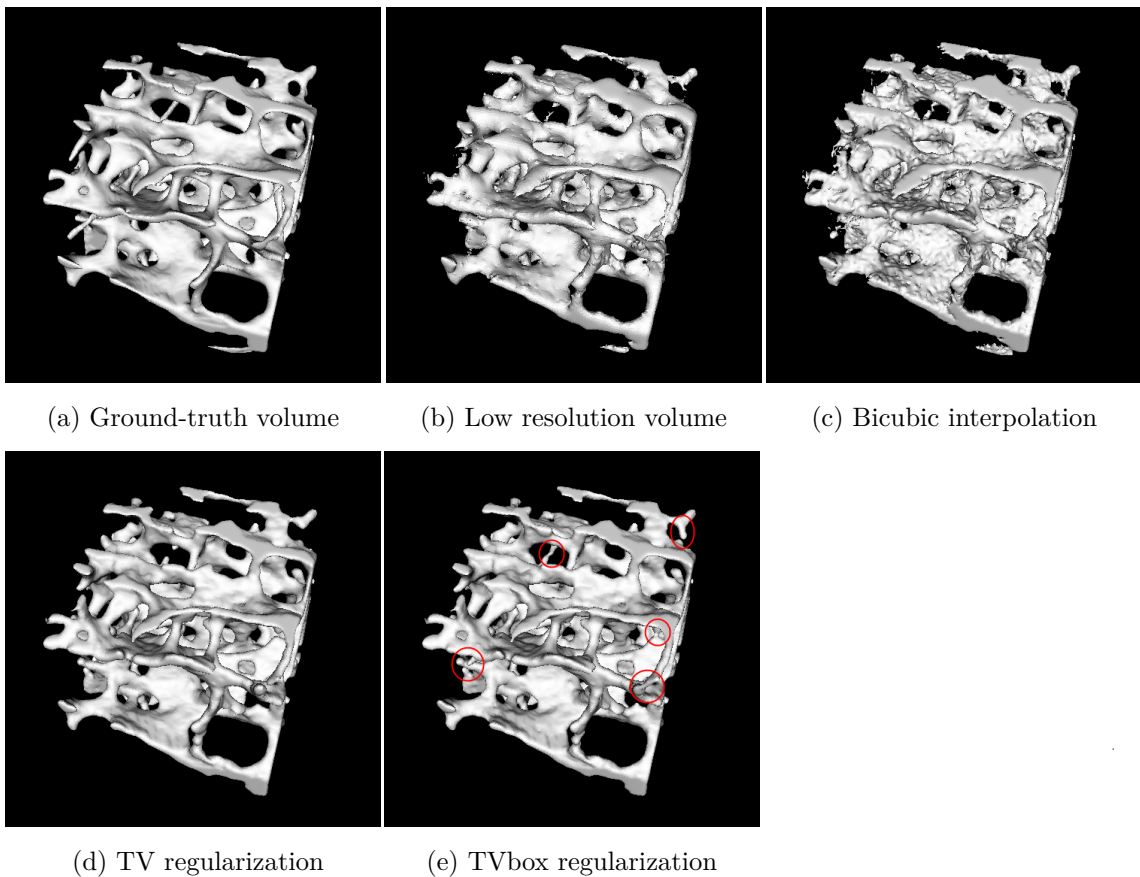 (a) Ground-truth volume
(b) Low resolution volume
(c) Bicubic interpolation
(d) TV regularization
(e) TVbox regularization